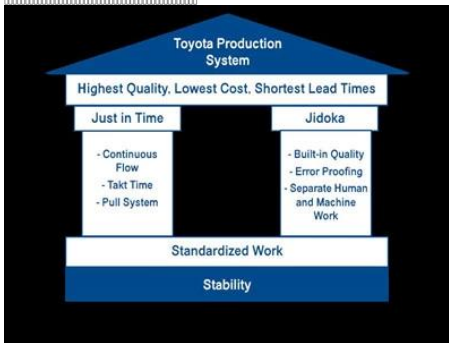 Toyota Production
System
Highest Quality, Lowest Cost, Shortest Lead Times
Just in Time
- Continuous
Flow
- Takt Time
- Pull System
Jidoka
- Built-in Quality
- Error Proofing
- Separate Human
and Machine
Work
Standardized Work
Stability